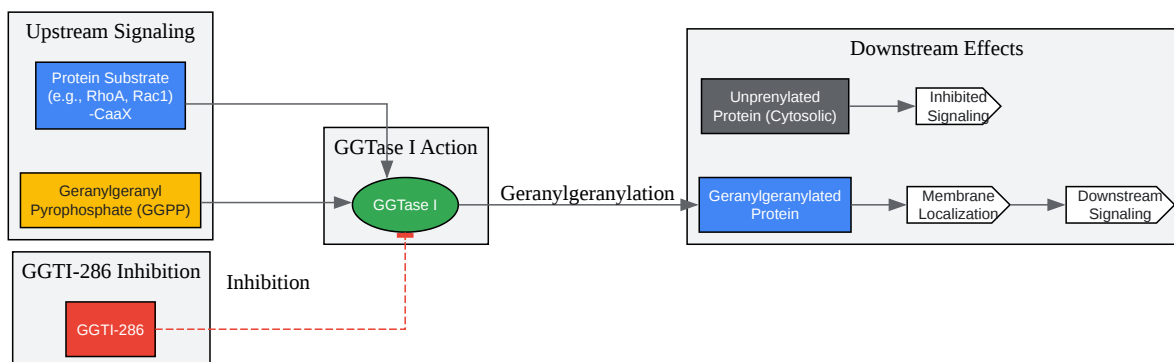 Upstream Signaling
Protein Substrate
(e.g., RhoA, Rac1)
-CaaX
Geranylgeranyl
Pyrophosphate (GGPP)
GGTI-286 Inhibition
GGTI-286
Inhibition
GGTase I Action
GGTase I
Geranylgeranylation
Downstream Effects
Unprenylated
Protein (Cytosolic)
Inhibited
Signaling
Geranylgeranylated
Protein
Membrane
Localization
Downstream
Signaling